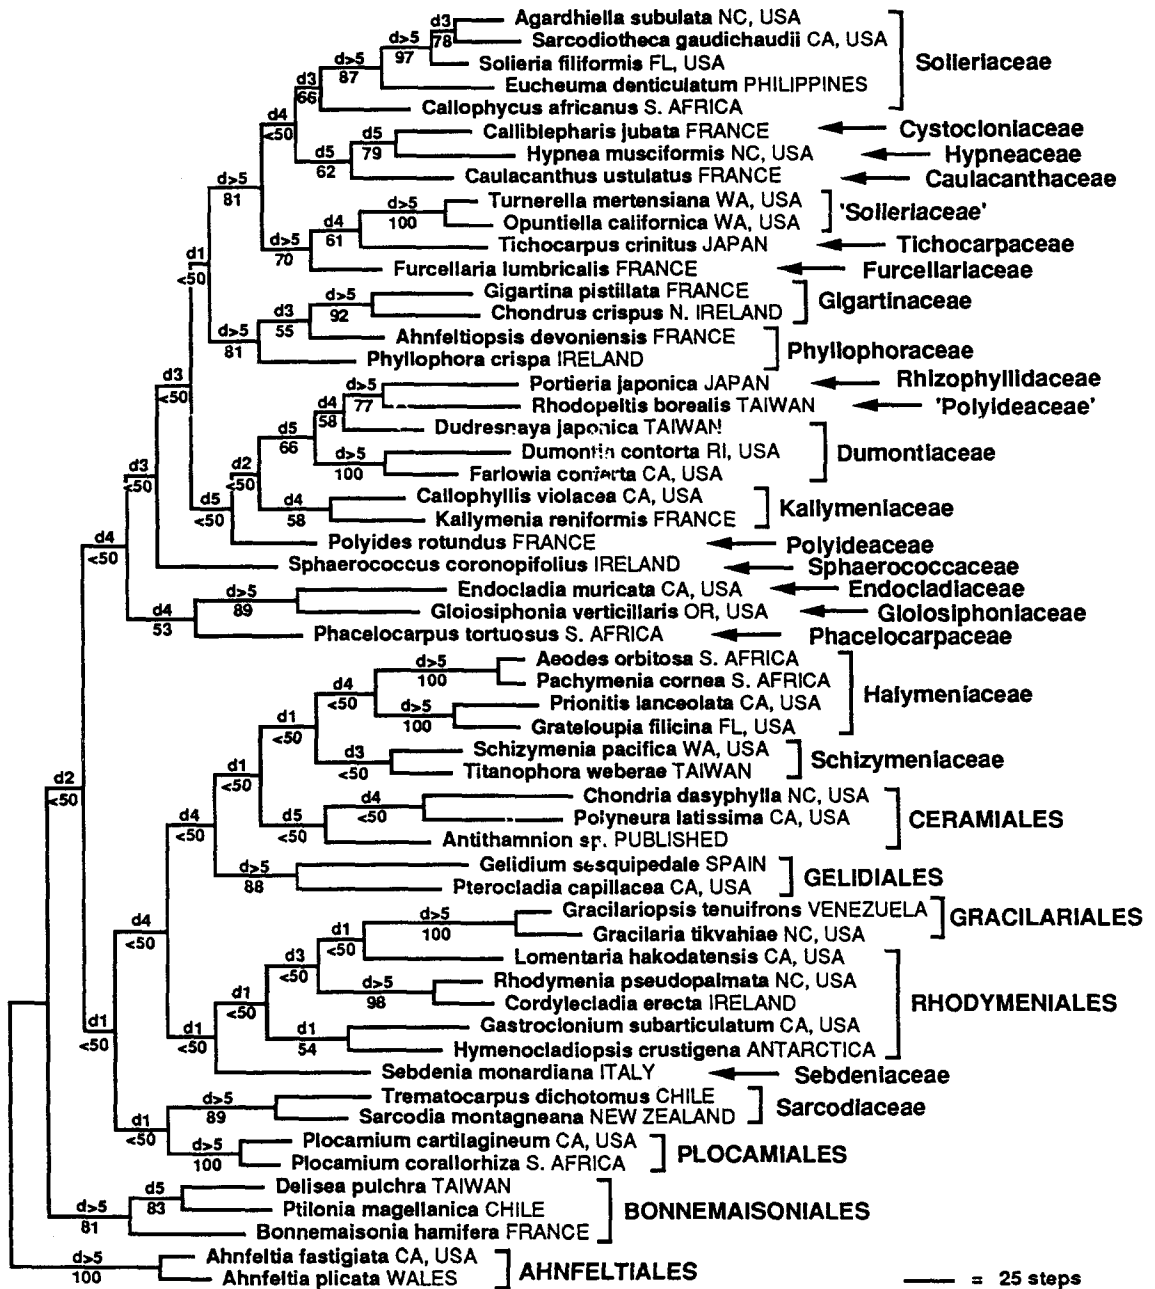 d3
78
Agardhiella subulata NC, USA
Sarcodiotheca gaudichaudii CA, USA
d>5
97
Solieria filiformis FL, USA
Solieriaceae
d>5
87
Eucheuma denticulatum PHILIPPINES
d3
66
Callophycus africanus S. AFRICA
d4
<50
d5
79
Calliblepharis jubata FRANCE
Cystocloniaceae
Hypnea musciformis NC, USA
Hypneaceae
d5
62
Caulacanthus ustulatus FRANCE
Caulacanthaceae
d>5
81
d>5
100
Turnerella mertensiana WA, USA
Opuntiella californica WA, USA
'Solieriaceae'
d4
61
Tichocarpus crinitus JAPAN
Tichocarpaceae
d>5
70
Furcellaria lumbricalis FRANCE
Furcellariaceae
d1
<50
d>5
92
Gigartina pistillata FRANCE
Chondrus crispus N. IRELAND
Gigartinaceae
d3
55
Ahnfeltiopsis devoniensis FRANCE
d>5
81
Phyllophora crispa IRELAND
Phyllophoraceae
d3
<50
d>5
77
Portieria japonica JAPAN
Rhizophyllidaceae
Rhodopeltis borealis TAIWAN
'Polyideaceae'
d4
58
Dudresnaya japonica TAIWAN
d5
66
d>5
100
Dumontia contorta RI, USA
Farlowia conferta CA, USA
Dumontiaceae
d2
<50
d4
58
Callophyllis violacea CA, USA
Kallymenia reniformis FRANCE
Kallymeniaceae
d5
<50
Polyides rotundus FRANCE
Polyideaceae
d3
<50
Sphaerococcus coronopifolius IRELAND
Sphaerococcaceae
d4
<50
d>5
89
Endocladia muricata CA, USA
Endocladiaceae
Gloiosiphonia verticillaris OR, USA
Gloiosiphoniaceae
d4
53
Phacelocarpus tortuosus S. AFRICA
Phacelocarpaceae
d>5
100
Aeodes orbitosa S. AFRICA
Pachymenia cornea S. AFRICA
d4
<50
Halymeniaceae
d>5
100
Prionitis lanceolata CA, USA
Grateloupia filicina FL, USA
d1
<50
d3
<50
Schizymenia pacifica WA, USA
Titanophora weberae TAIWAN
Schizymeniaceae
d2
<50
d1
<50
d4
<50
Chondria dasyphylla NC, USA
Polyneura latissima CA, USA
CERAMIALES
d5
<50
Antithamnion sp. PUBLISHED
d4
<50
d>5
88
Gelidium sesquipedale SPAIN
Pterocladia capillacea CA, USA
GELIDIALES
d>5
100
Gracilariopsis tenuifrons VENEZUELA
Gracilaria tikvahiae NC, USA
GRACILARIALES
d4
<50
d1
<50
Lomentaria hakodatensis CA, USA
d3
<50
d>5
98
Rhodymenia pseudopalmata NC, USA
Cordylecladia erecta IRELAND
RHODYMENIALES
d1
<50
d1
54
Gastroclonium subarticulatum CA, USA
Hymenocladiopsis crustigena ANTARCTICA
d1
<50
d1
<50
Sebdenia monardiana ITALY
Sebdeniaceae
d>5
89
Trematocarpus dichotomus CHILE
Sarcodia montagneana NEW ZEALAND
Sarcodiaceae
d1
<50
d>5
100
Plocamium cartilagineum CA, USA
Plocamium corallorhiza S. AFRICA
PLOCAMIALES
d5
83
Delisea pulchra TAIWAN
Ptilonia magellanica CHILE
BONNEMAISONIALES
d>5
81
Bonnemaisonia hamifera FRANCE
d>5
100
Ahnfeltia fastigiata CA, USA
Ahnfeltia plicata WALES
AHNFELTIALES
= 25 steps